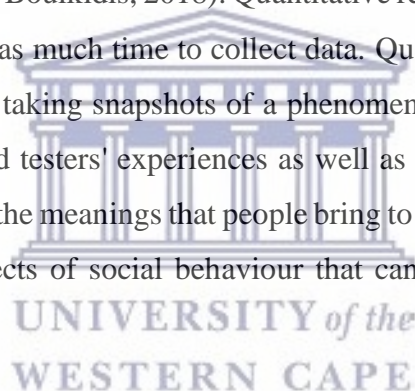 Boulkidis, 2018). Quantitative re
as much time to collect data. Qu
taking snapshots of a phenomen
d testers' experiences as well as
the meanings that people bring to
ects of social behaviour that can
UNIVERSITY of the
WESTERN CAPE